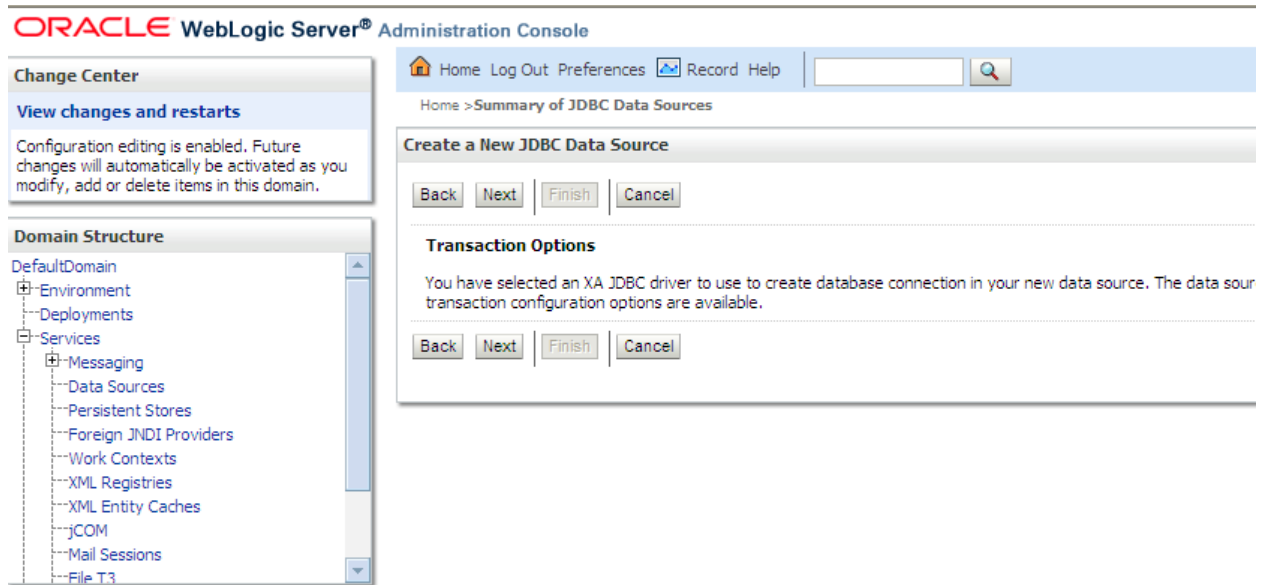 ORACLE WebLogic Server® Administration Console
Change Center
View changes and restarts
Configuration editing is enabled. Future
changes will automatically be activated as you
modify, add or delete items in this domain.
Domain Structure
DefaultDomain
Environment
Deployments
Services
Messaging
Data Sources
Persistent Stores
Foreign JNDI Providers
Work Contexts
XML Registries
XML Entity Caches
jCOM
Mail Sessions
File T3
Home Log Out Preferences Record Help
Home >Summary of JDBC Data Sources
Create a New JDBC Data Source
Back Next Finish Cancel
Transaction Options
You have selected an XA JDBC driver to use to create database connection in your new data source. The data sour
transaction configuration options are available.
Back Next Finish Cancel